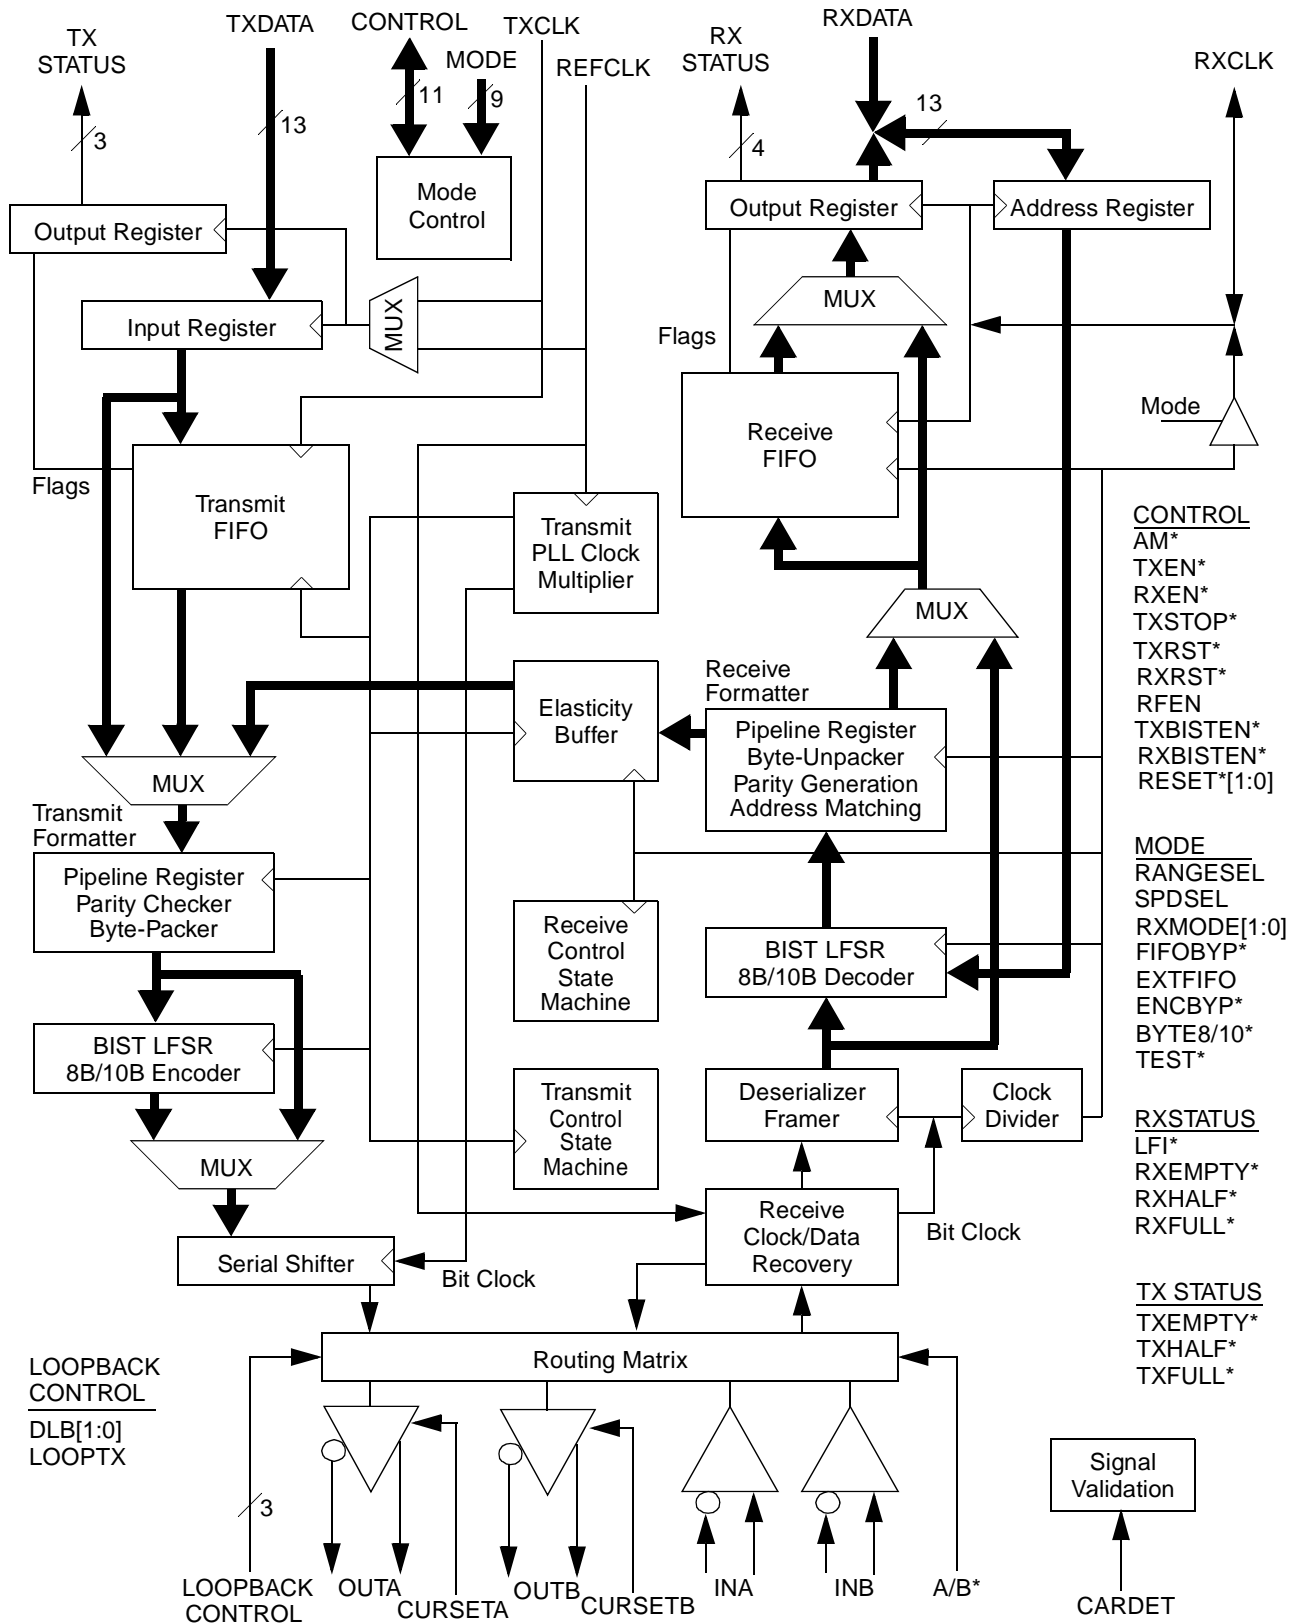 TX
STATUS
TXDATA
CONTROL
MODE
TXCLK
REFCLK
RX
STATUS
RXDATA
RXCLK
3
13
11
9
4
13
Mode
Control
Output Register
Input Register
MUX
Output Register
Address Register
MUX
Flags
Receive
FIFO
Mode
Flags
Transmit
FIFO
Transmit
PLL Clock
Multiplier
MUX
Receive
Formatter
Elasticity
Buffer
Pipeline Register
Byte-Unpacker
Parity Generation
Address Matching
MUX
Transmit
Formatter
Pipeline Register
Parity Checker
Byte-Packer
Receive
Control
State
Machine
BIST LFSR
8B/10B Decoder
BIST LFSR
8B/10B Encoder
Transmit
Control
State
Machine
Deserializer
Framer
Clock
Divider
MUX
Receive
Clock/Data
Recovery
Bit Clock
Serial Shifter
Bit Clock
Routing Matrix
CONTROL
AM*
TXEN*
RXEN*
TXSTOP*
TXRST*
RXRST*
RFEN
TXBISTEN*
RXBISTEN*
RESET*[1:0]
MODE
RANGESEL
SPDSEL
RXMODE[1:0]
FIFOBYP*
EXTFIFO
ENCBYP*
BYTE8/10*
TEST*
RXSTATUS
LFI*
RXEMPTY*
RXHALF*
RXFULL*
TX STATUS
TXEMPTY*
TXHALF*
TXFULL*
LOOPBACK
CONTROL
DLB[1:0]
LOOPTX
3
Signal
Validation
LOOPBACK
CONTROL
OUTA
CURSETA
OUTB
CURSETB
INA
INB
A/B*
CARDET